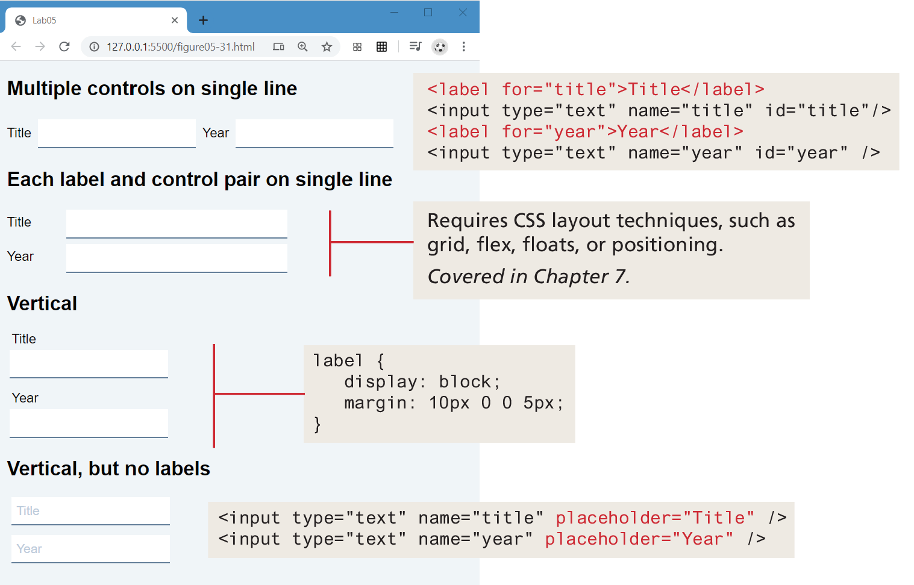 Lab05
127.0.0.1:5500/figure05-31.html
Multiple controls on single line
Title
Year
<label for="title">Title</label>
<input type="text" name="title" id="title"/>
<label for="year">Year</label>
<input type="text" name="year" id="year" />
Each label and control pair on single line
Title
Year
Requires CSS layout techniques, such as
grid, flex, floats, or positioning.
Covered in Chapter 7.
Vertical
Title
Year
label {
display: block;
margin: 10px 0 0 5px;
}
Vertical, but no labels
Title
Year
<input type="text" name="title" placeholder="Title" />
<input type="text" name="year" placeholder="Year" />